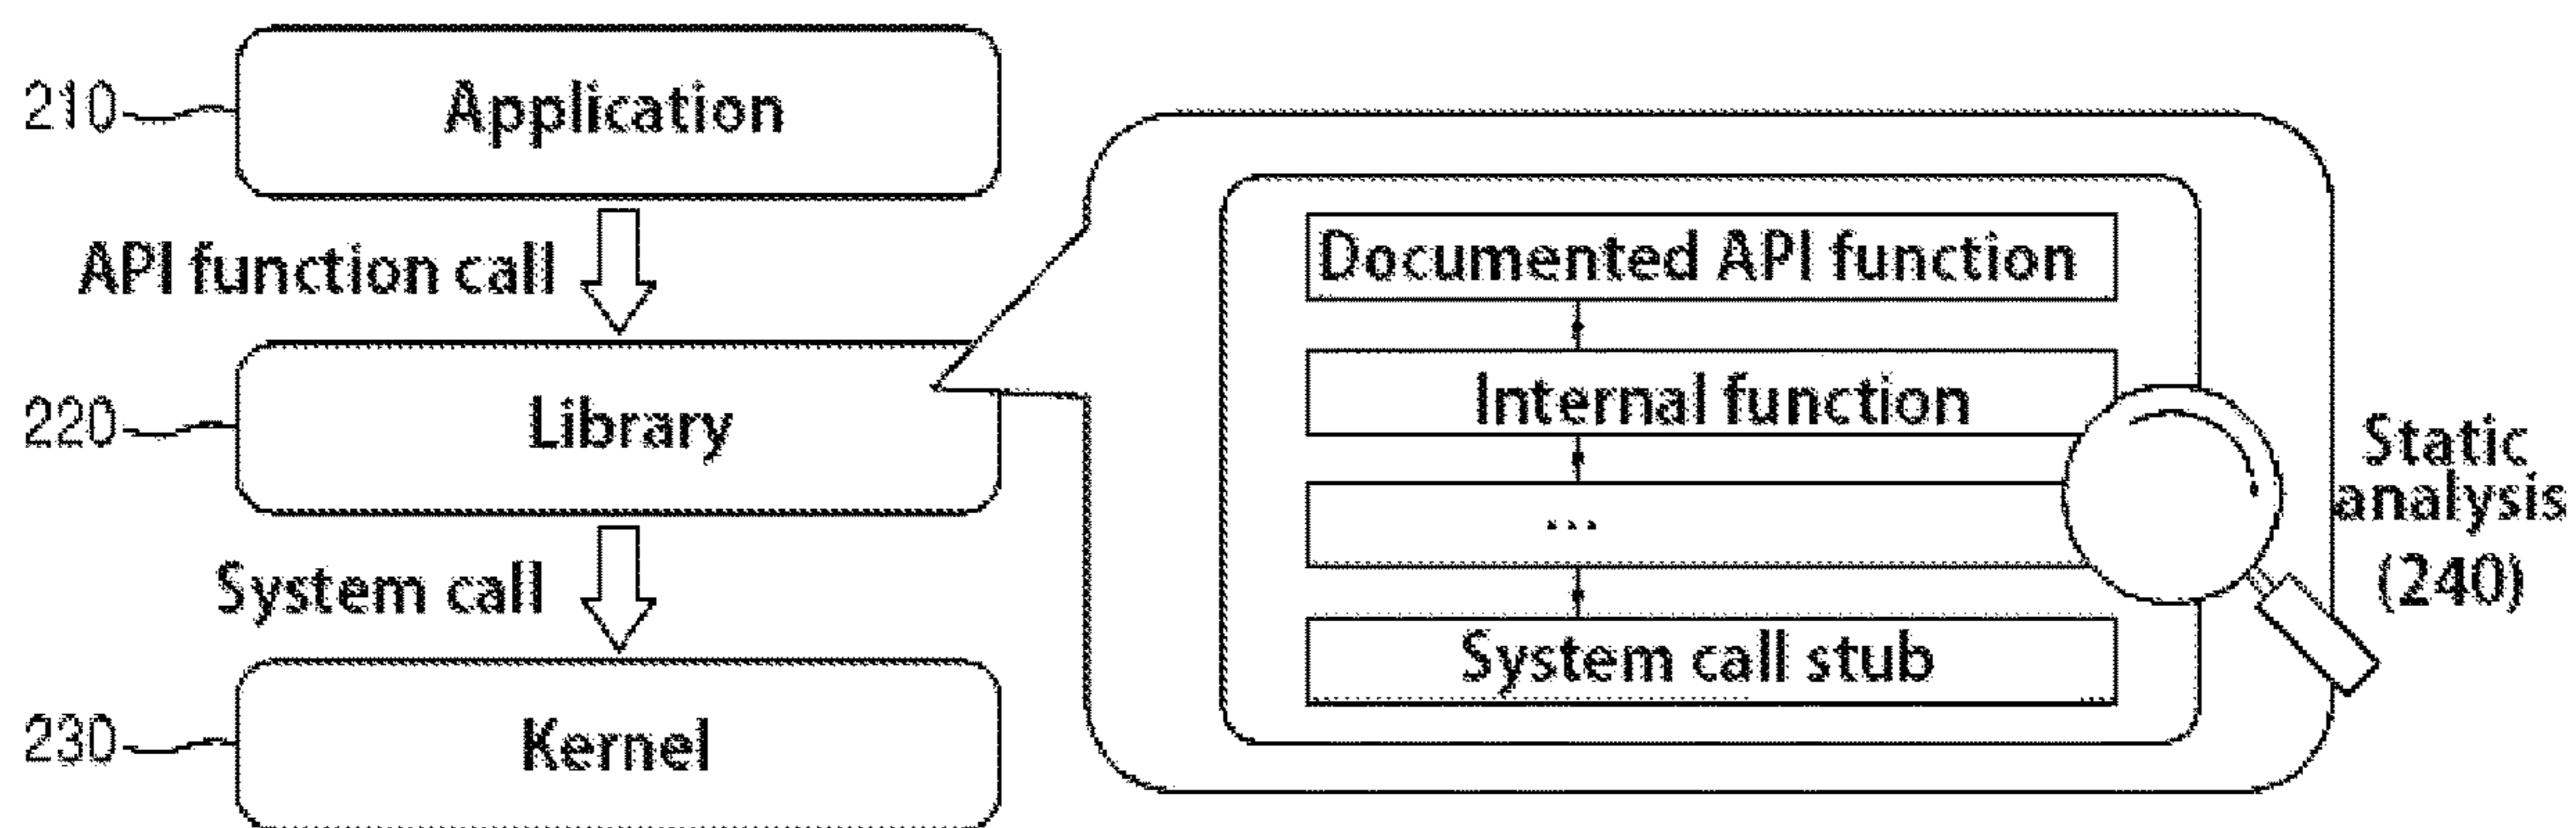 210
Application
API function call
220
Library
System call
230
Kernel
Documented API function
Internal function
...
System call stub
Static
analysis
(240)